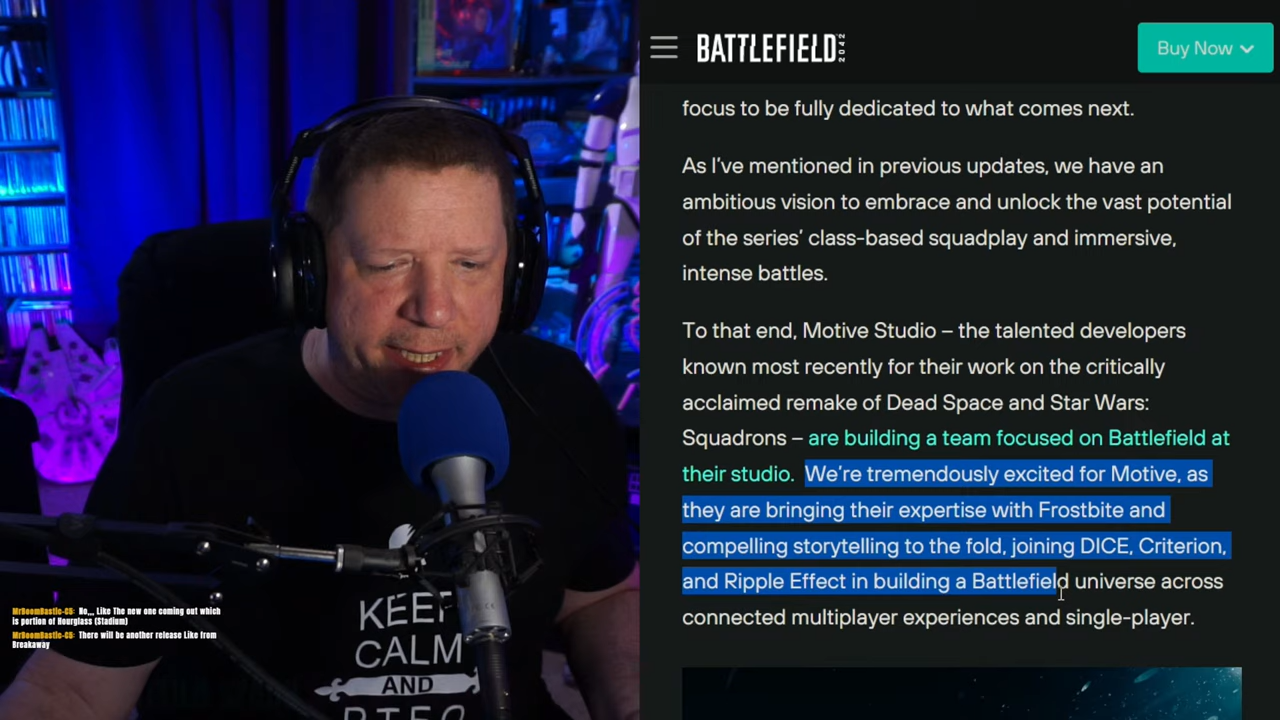 BATTLEFIELD 2042
Buy Now
focus to be fully dedicated to what comes next.
As I've mentioned in previous updates, we have an
ambitious vision to embrace and unlock the vast potential
of the series' class-based squadplay and immersive,
intense battles.
To that end, Motive Studio – the talented developers
known most recently for their work on the critically
acclaimed remake of Dead Space and Star Wars:
Squadrons – are building a team focused on Battlefield at
their studio. We're tremendously excited for Motive, as
they are bringing their expertise with Frostbite and
compelling storytelling to the fold, joining DICE, Criterion,
and Ripple Effect in building a Battlefield universe across
connected multiplayer experiences and single-player.
MrBoomBastic-CG: No,,, Like The new one coming out which
is portion of Hourglass (Stadium)
MrBoomBastic-CG: There will be another release Like from
Breakaway
KEEP
CALM
AND